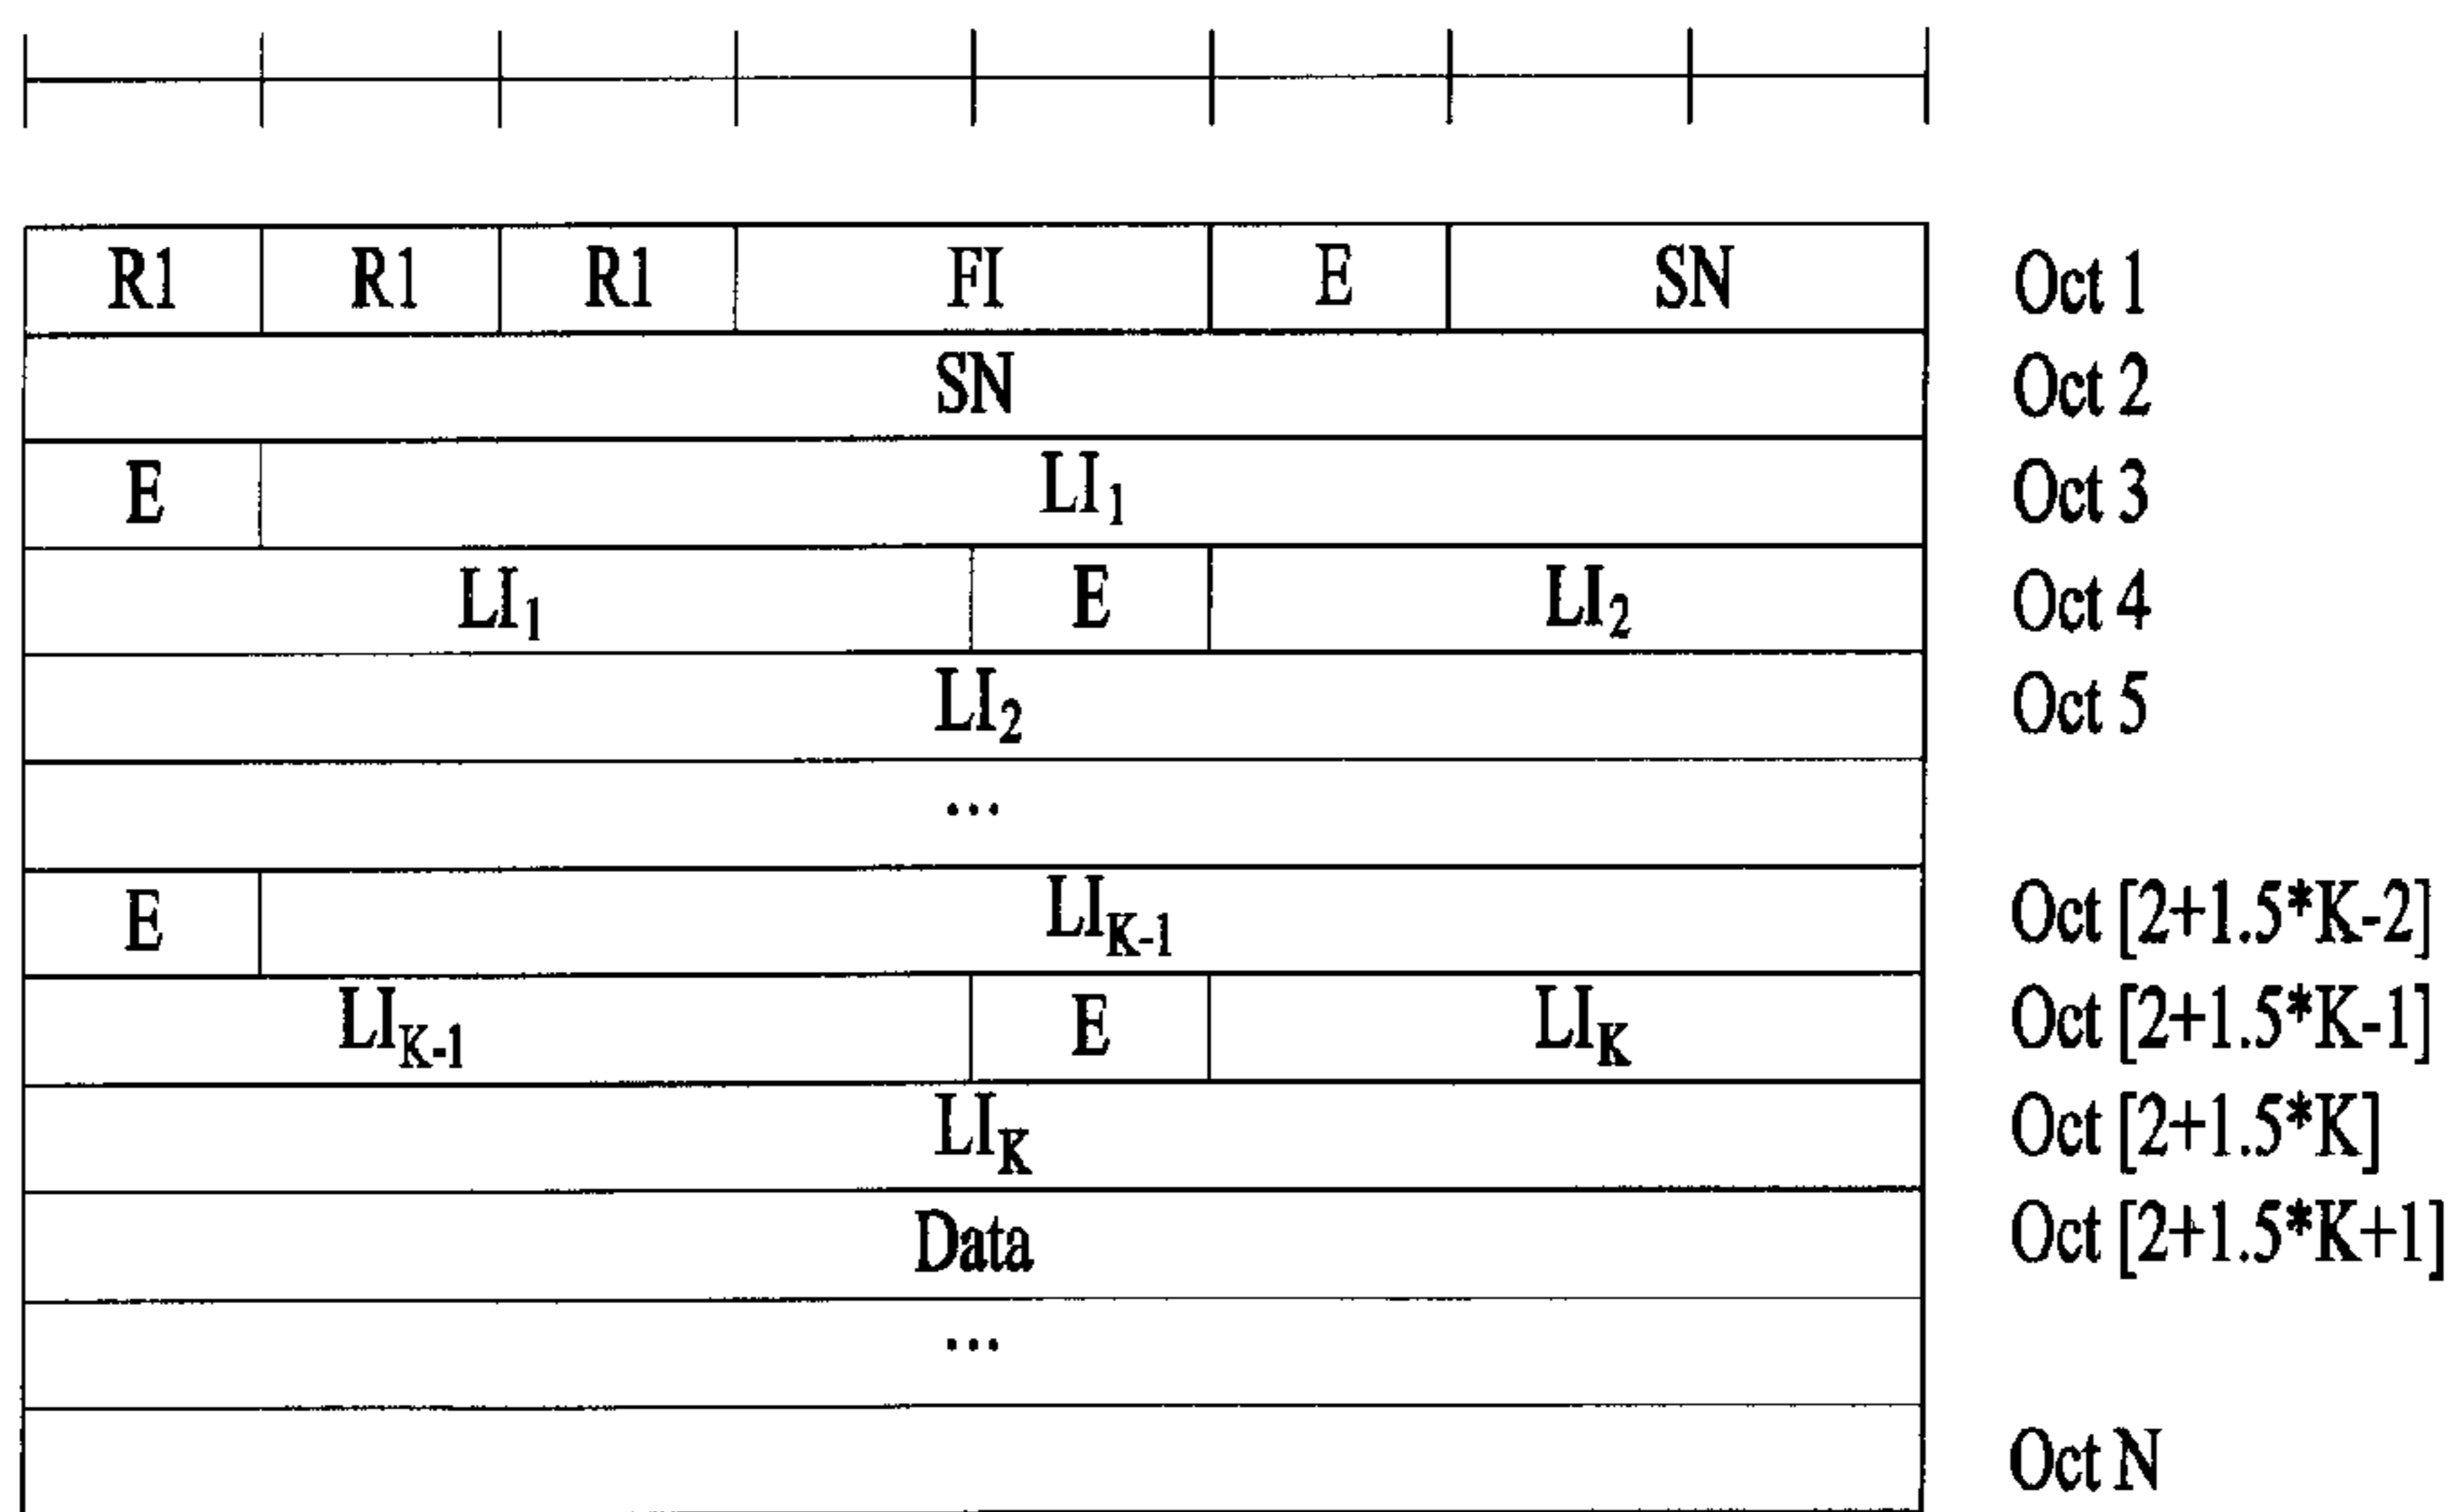 R1 R1 R1 FI E SN Oct 1
SN Oct 2
E LI1 Oct 3
LI1 E LI2 Oct 4
LI2 Oct 5
...
E LIK-1 Oct [2+1.5*K-2]
LIK-1 E LIK Oct [2+1.5*K-1]
LIK Oct [2+1.5*K]
Data Oct [2+1.5*K+1]
...
Oct N